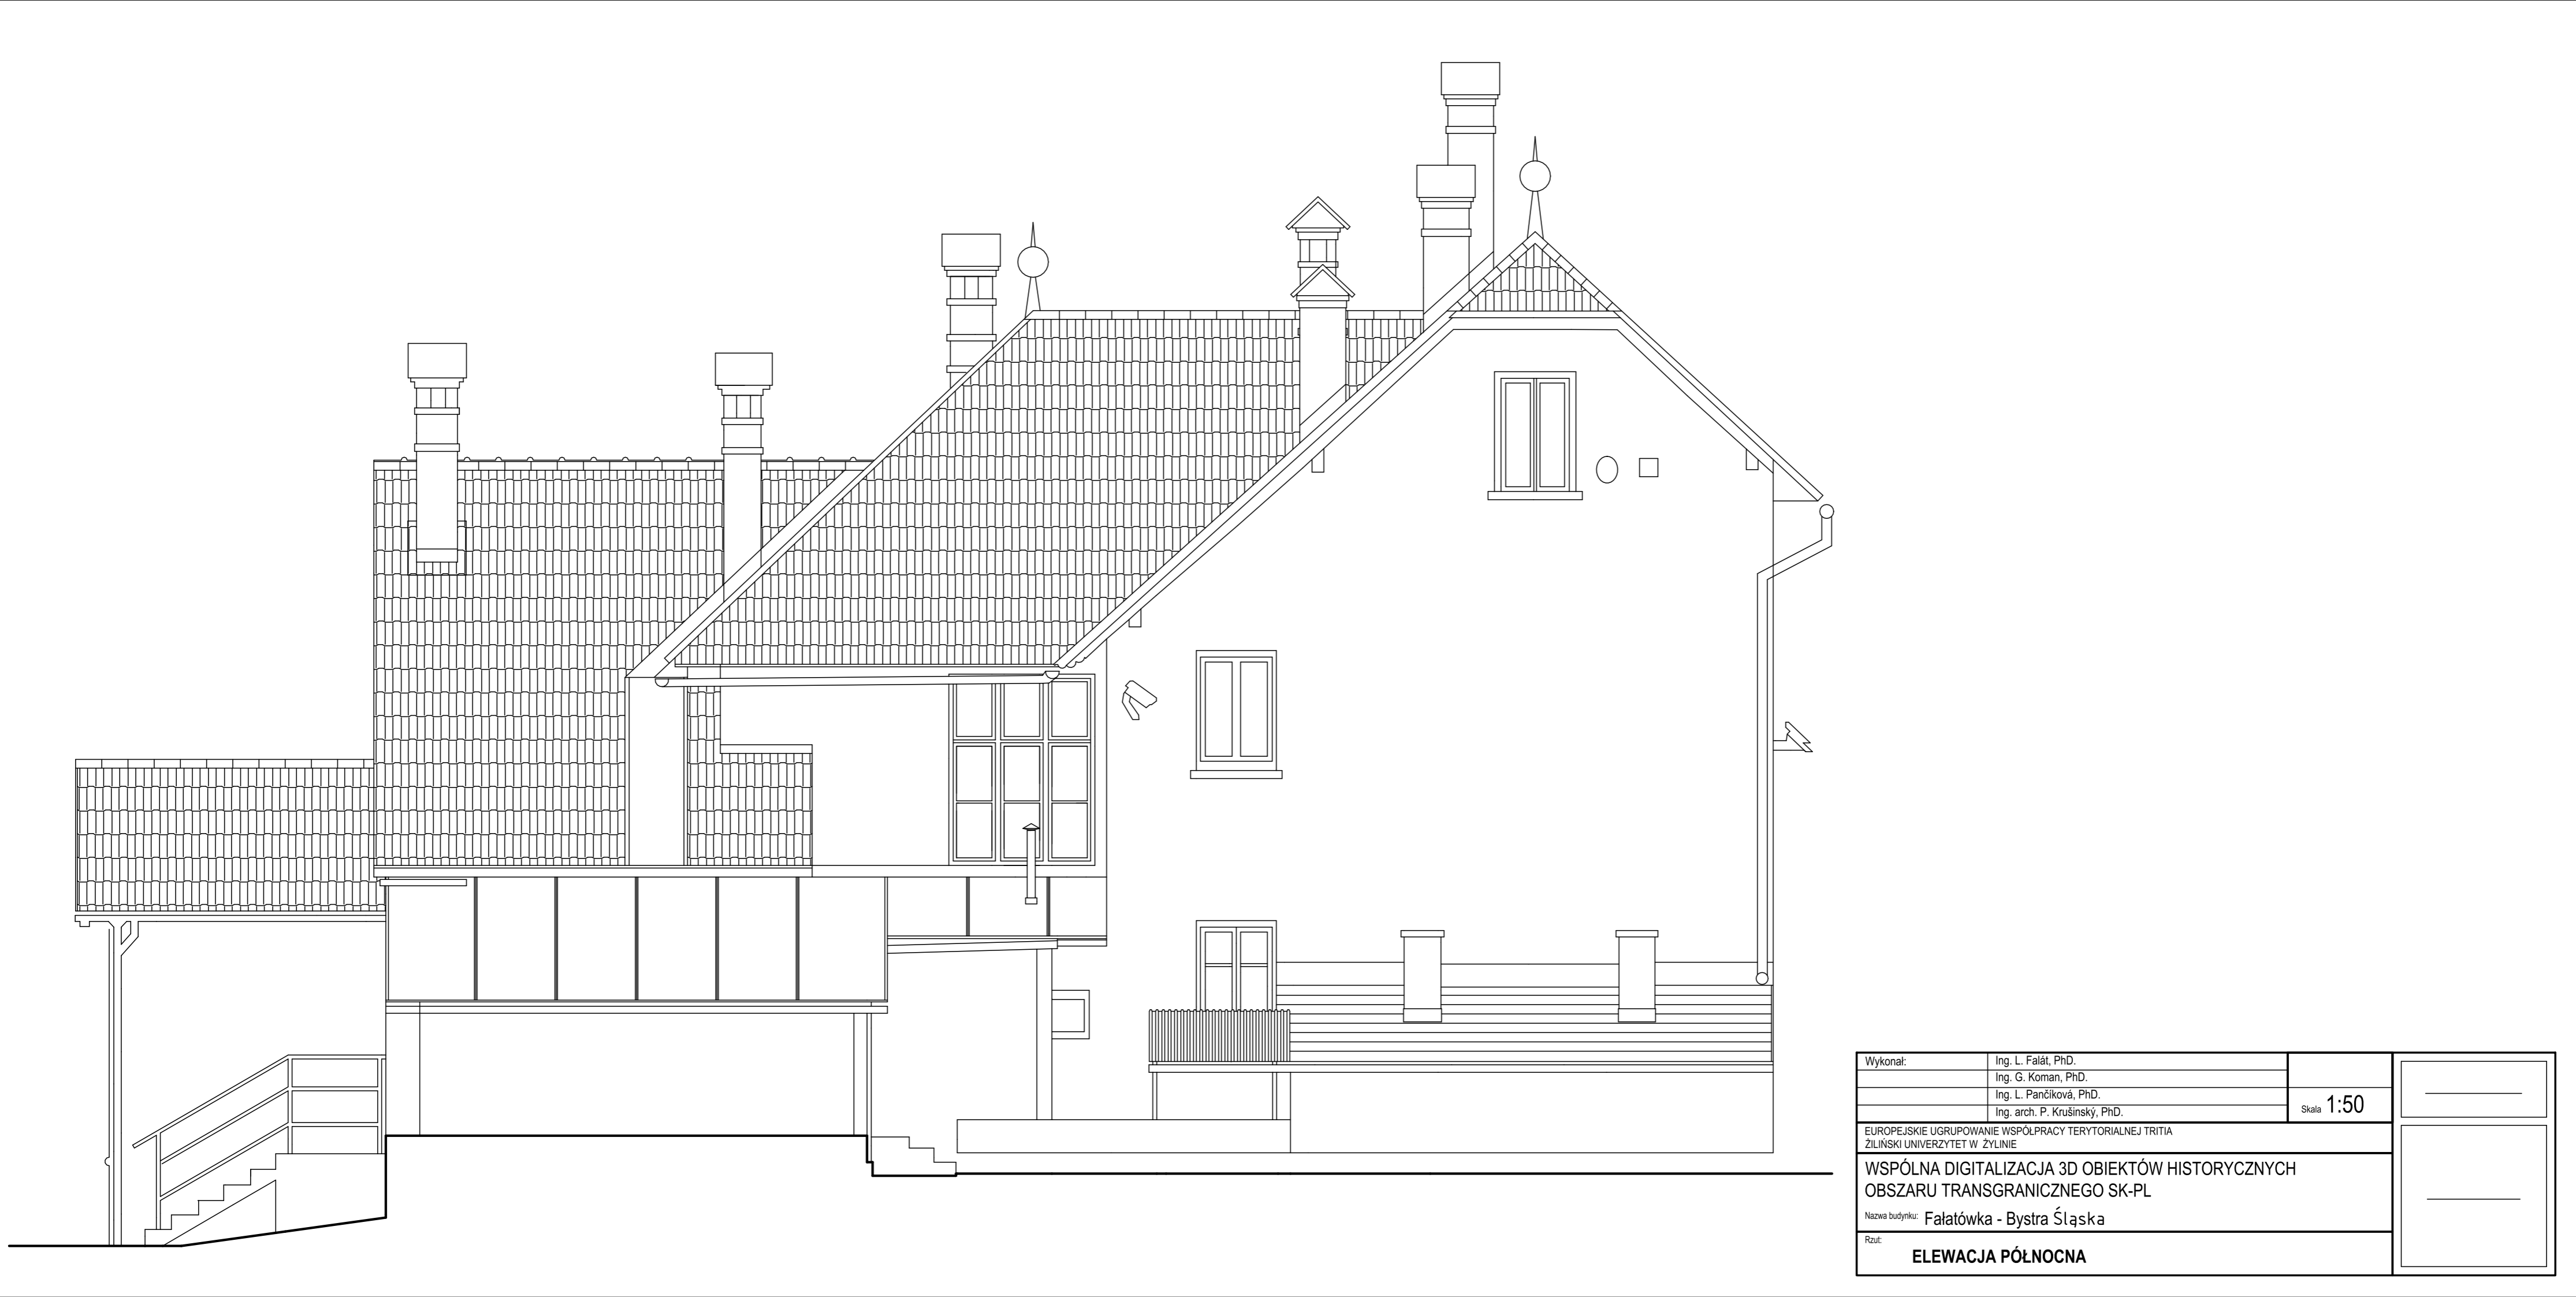 Wykonał:
Ing. L. Falát, PhD.
Ing. G. Koman, PhD.
Ing. L. Pančíková, PhD.
Ing. arch. P. Krušinský, PhD.
Skala 1:50
EUROPEJSKIE UGRUPOWANIE WSPÓŁPRACY TERYTORIALNEJ TRITIA
ŻILIŃSKI UNIVERZYTET W ŻYLINIE
WSPÓLNA DIGITALIZACJA 3D OBIEKTÓW HISTORYCZNYCH
OBSZARU TRANSGRANICZNEGO SK-PL
Nazwa budynku: Fałatówka - Bystra Śląska
Rzut:
ELEWACJA PÓŁNOCNA